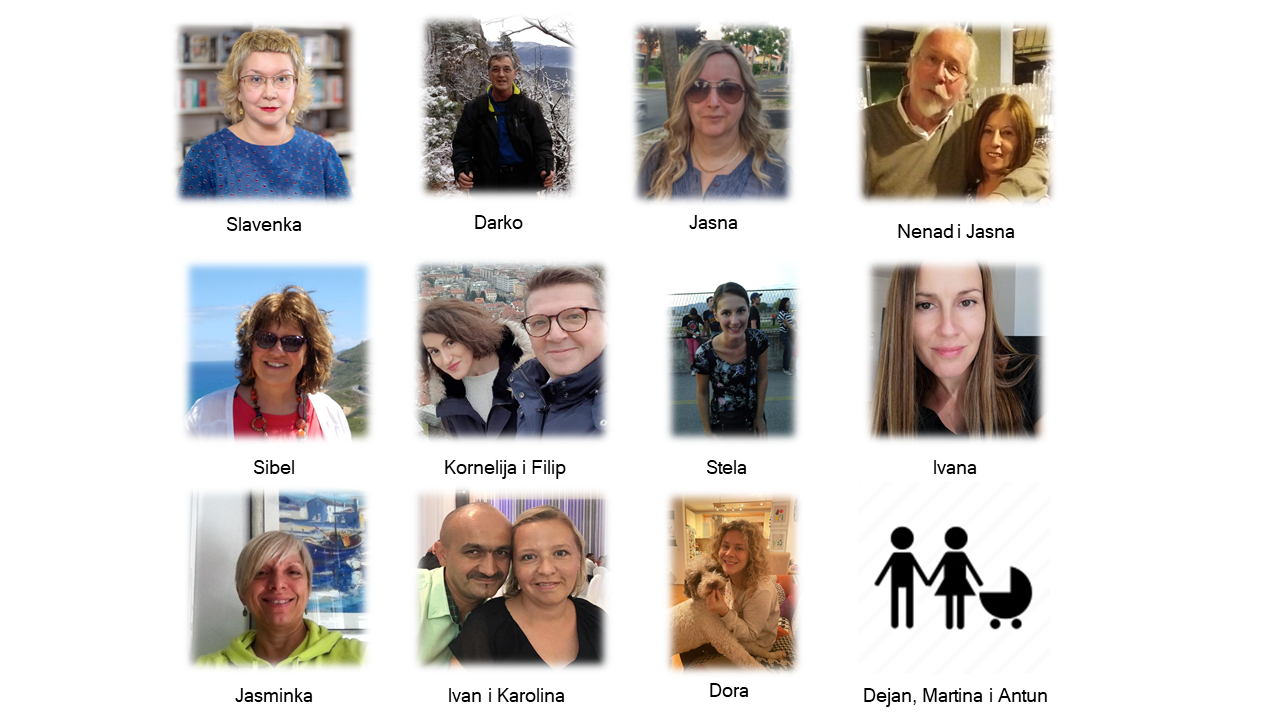 Slavenka
Darko
Jasna
Nenad i Jasna
Sibel
Kornelija i Filip
Stela
Ivana
Jasminka
Ivan i Karolina
Dora
Dejan, Martina i Antun